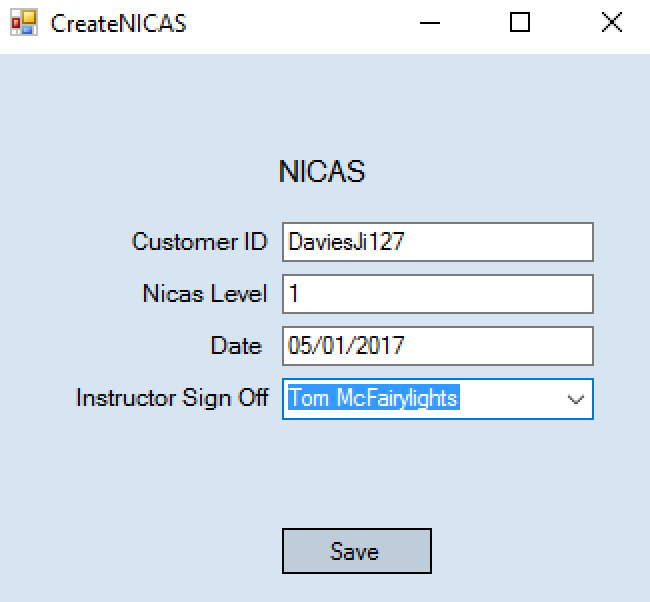 CreateNICAS
NICAS
Customer ID DaviesJi127
Nicas Level 1
Date 05/01/2017
Instructor Sign Off Tom McFairylights
Save